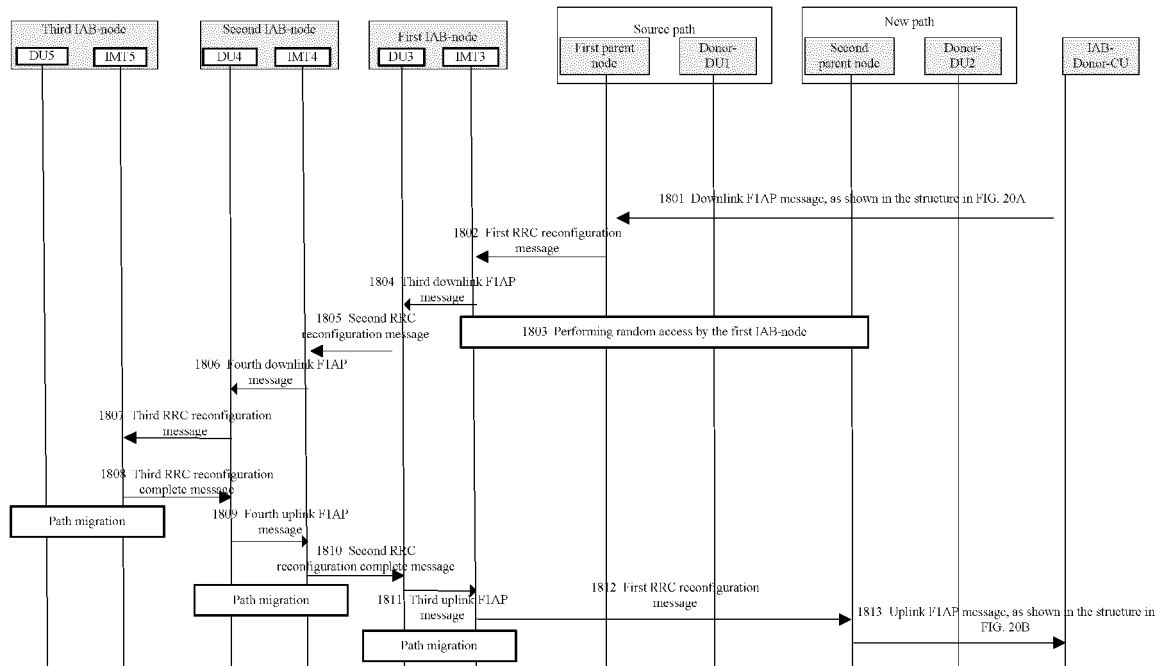 Third IAB-node
Second IAB-node
First IAB-node
Source path
New path
DU5
IMT5
DU4
IMT4
DU3
IMT3
First parent
node
Donor-
DU1
Second
parent node
Donor-
DU2
IAB-
Donor-CU
1801 Downlink F1AP message, as shown in the structure in FIG. 20A
1802 First RRC reconfiguration
message
1804 Third downlink F1AP
message
1803 Performing random access by the first IAB-node
1805 Second RRC
reconfiguration message
1806 Fourth downlink F1AP
message
1807 Third RRC reconfiguration
message
1808 Third RRC reconfiguration
complete message
Path migration
1809 Fourth uplink F1AP
message
1810 Second RRC
reconfiguration complete message
Path migration
1811 Third uplink F1AP
message
1812 First RRC reconfiguration
message
1813 Uplink F1AP message, as shown in the structure in
FIG. 20B
Path migration